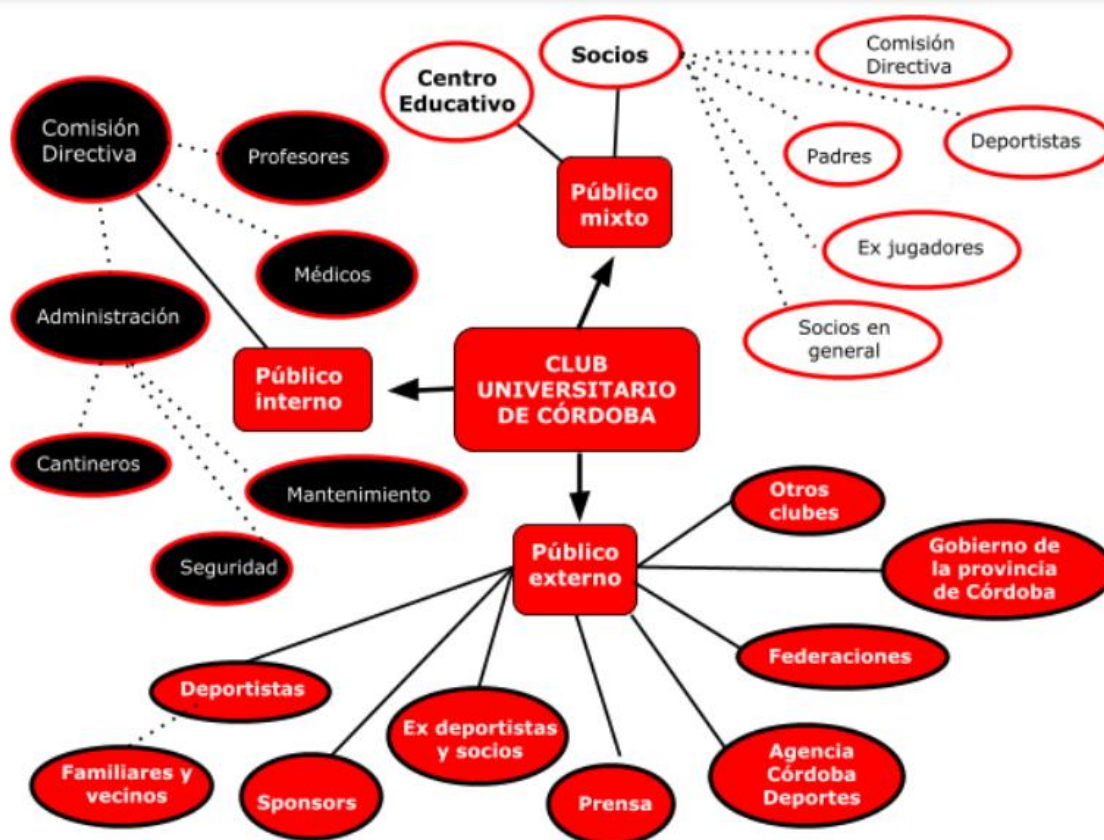 Socios
Comisión
Directiva
Centro
Educativo
Deportistas
Padres
Comisión
Directiva
Profesores
Público
mixto
Ex jugadores
Médicos
Administración
Socios en
general
Público
interno
CLUB
UNIVERSITARIO
DE CÓRDOBA
Cantineros
Mantenimiento
Seguridad
Público
externo
Otros
clubes
Gobierno de
la provincia
de Córdoba
Federaciones
Deportistas
Ex deportistas
y socios
Familiares y
vecinos
Sponsors
Prensa
Agencia
Córdoba
Deportes